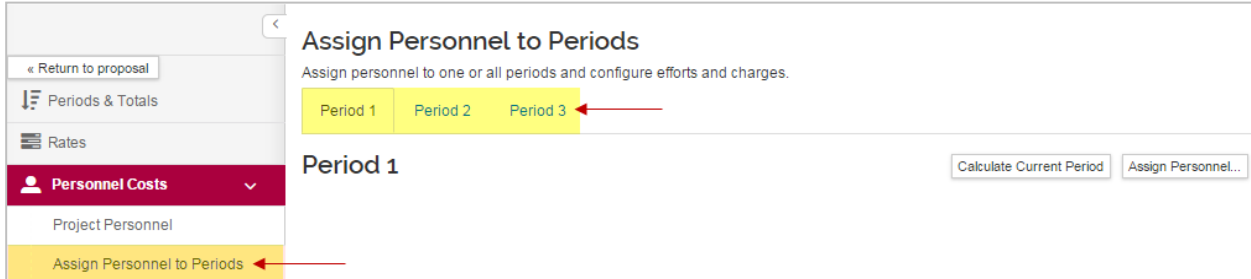 « Return to proposal
Periods & Totals
Rates
Personnel Costs
Project Personnel
Assign Personnel to Periods
Assign Personnel to Periods
Assign personnel to one or all periods and configure efforts and charges.
Period 1 Period 2 Period 3
Period 1
Calculate Current Period Assign Personnel...